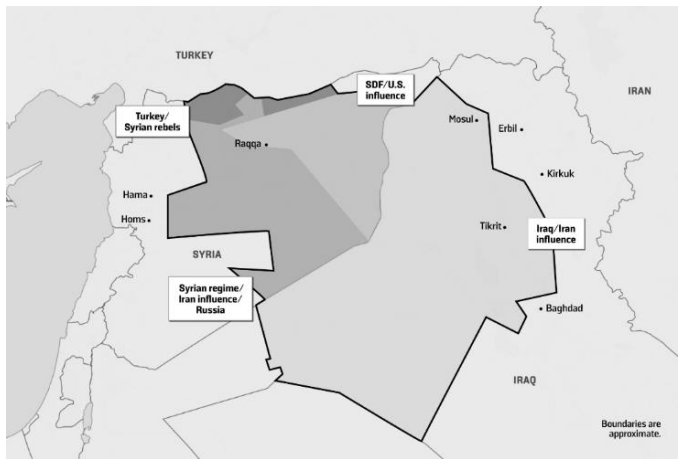 TURKEY
SDF/U.S.
influence
IRAN
Turkey/
Syrian rebels
Mosul
Erbil
Raqqa
Kirkuk
Hama
Homs
Tikrit
Iraq/Iran
influence
SYRIA
Syrian regime/
Iran influence/
Russia
Baghdad
IRAQ
Boundaries are
approximate.